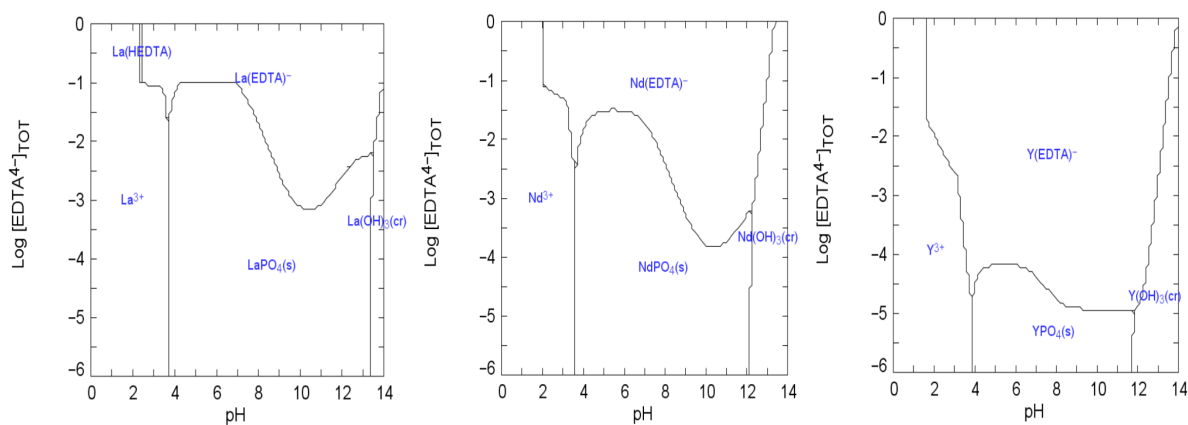 Log [EDTA⁴⁻]TOT
0
−1
−2
−3
−4
−5
−6
La(HEDTA)
La(EDTA)⁻
La³⁺
La(OH)₃(cr)
LaPO₄(s)
0 2 4 6 8 10 12 14
pH
Log [EDTA⁴⁻]TOT
0
−1
−2
−3
−4
−5
−6
Nd(EDTA)⁻
Nd³⁺
Nd(OH)₃(cr)
NdPO₄(s)
0 2 4 6 8 10 12 14
pH
Log [EDTA⁴⁻]TOT
0
−1
−2
−3
−4
−5
−6
Y(EDTA)⁻
Y³⁺
Y(OH)₃(cr)
YPO₄(s)
0 2 4 6 8 10 12 14
pH